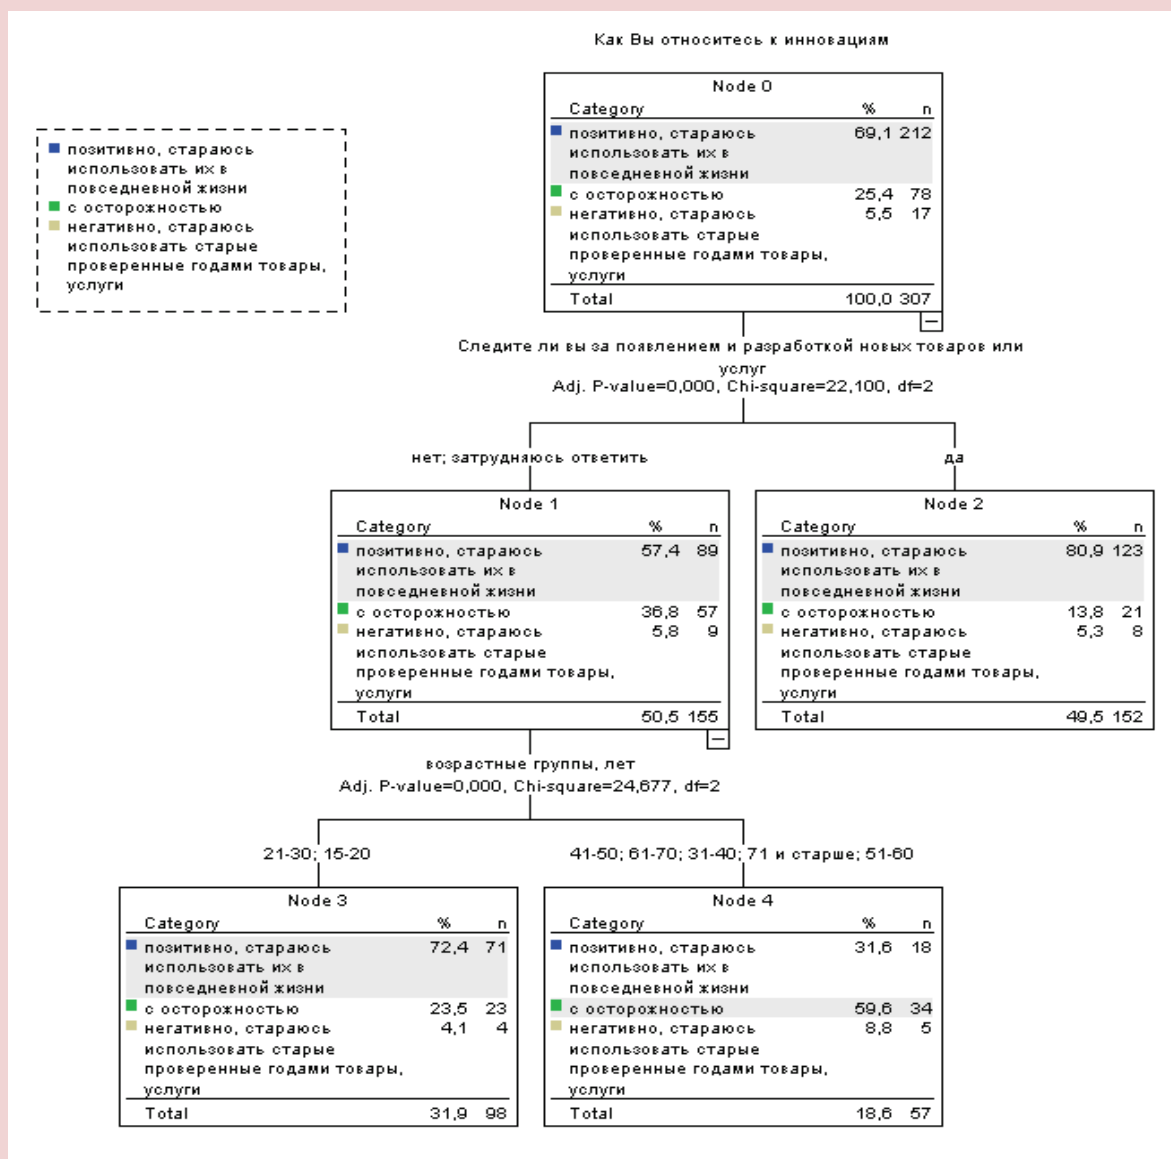 Как Вы относитесь к инновациям
позитивно, стараюсь
использовать их в
повседневной жизни
с осторожностью
негативно, стараюсь
использовать старые
проверенные годами товары,
услуги
Node 0
Category % n
позитивно, стараюсь 69,1 212
использовать их в
повседневной жизни
с осторожностью 25,4 78
негативно, стараюсь 5,5 17
использовать старые
проверенные годами товары,
услуги
Total 100,0 307
Следите ли вы за появлением и разработкой новых товаров или
услуг
Adj. P-value=0,000, Chi-square=22,100, df=2
нет; затрудняюсь ответить
да
Node 1
Category % n
позитивно, стараюсь 57,4 89
использовать их в
повседневной жизни
с осторожностью 36,8 57
негативно, стараюсь 5,8 9
использовать старые
проверенные годами товары,
услуги
Total 50,5 155
Node 2
Category % n
позитивно, стараюсь 80,9 123
использовать их в
повседневной жизни
с осторожностью 13,8 21
негативно, стараюсь 5,3 8
использовать старые
проверенные годами товары,
услуги
Total 49,5 152
возрастные группы, лет
Adj. P-value=0,000, Chi-square=24,677, df=2
21-30; 15-20
41-50; 61-70; 31-40; 71 и старше; 51-60
Node 3
Category % n
позитивно, стараюсь 72,4 71
использовать их в
повседневной жизни
с осторожностью 23,5 23
негативно, стараюсь 4,1 4
использовать старые
проверенные годами товары,
услуги
Total 31,9 98
Node 4
Category % n
позитивно, стараюсь 31,6 18
использовать их в
повседневной жизни
с осторожностью 59,6 34
негативно, стараюсь 8,8 5
использовать старые
проверенные годами товары,
услуги
Total 18,6 57